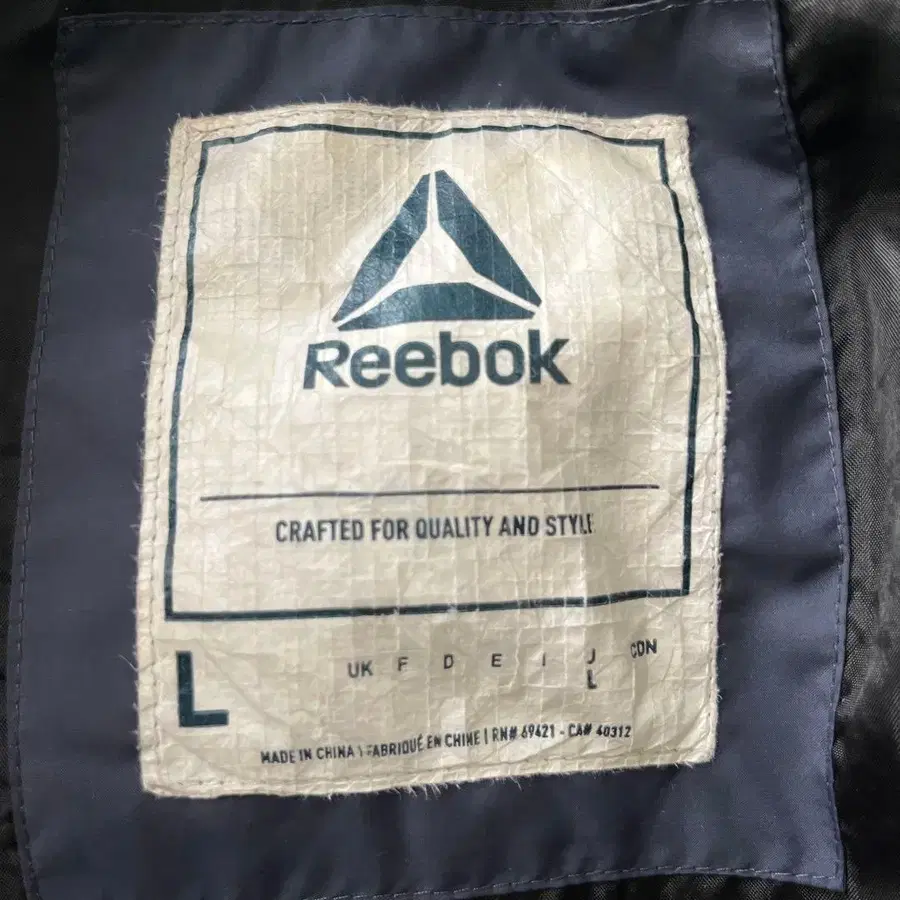 Reebok
CRAFTED FOR QUALITY AND STYLE
L
UK F D E I J CDN
L
MADE IN CHINA | FABRIQUÉ EN CHINE | RN# 69421 - CA# 40312